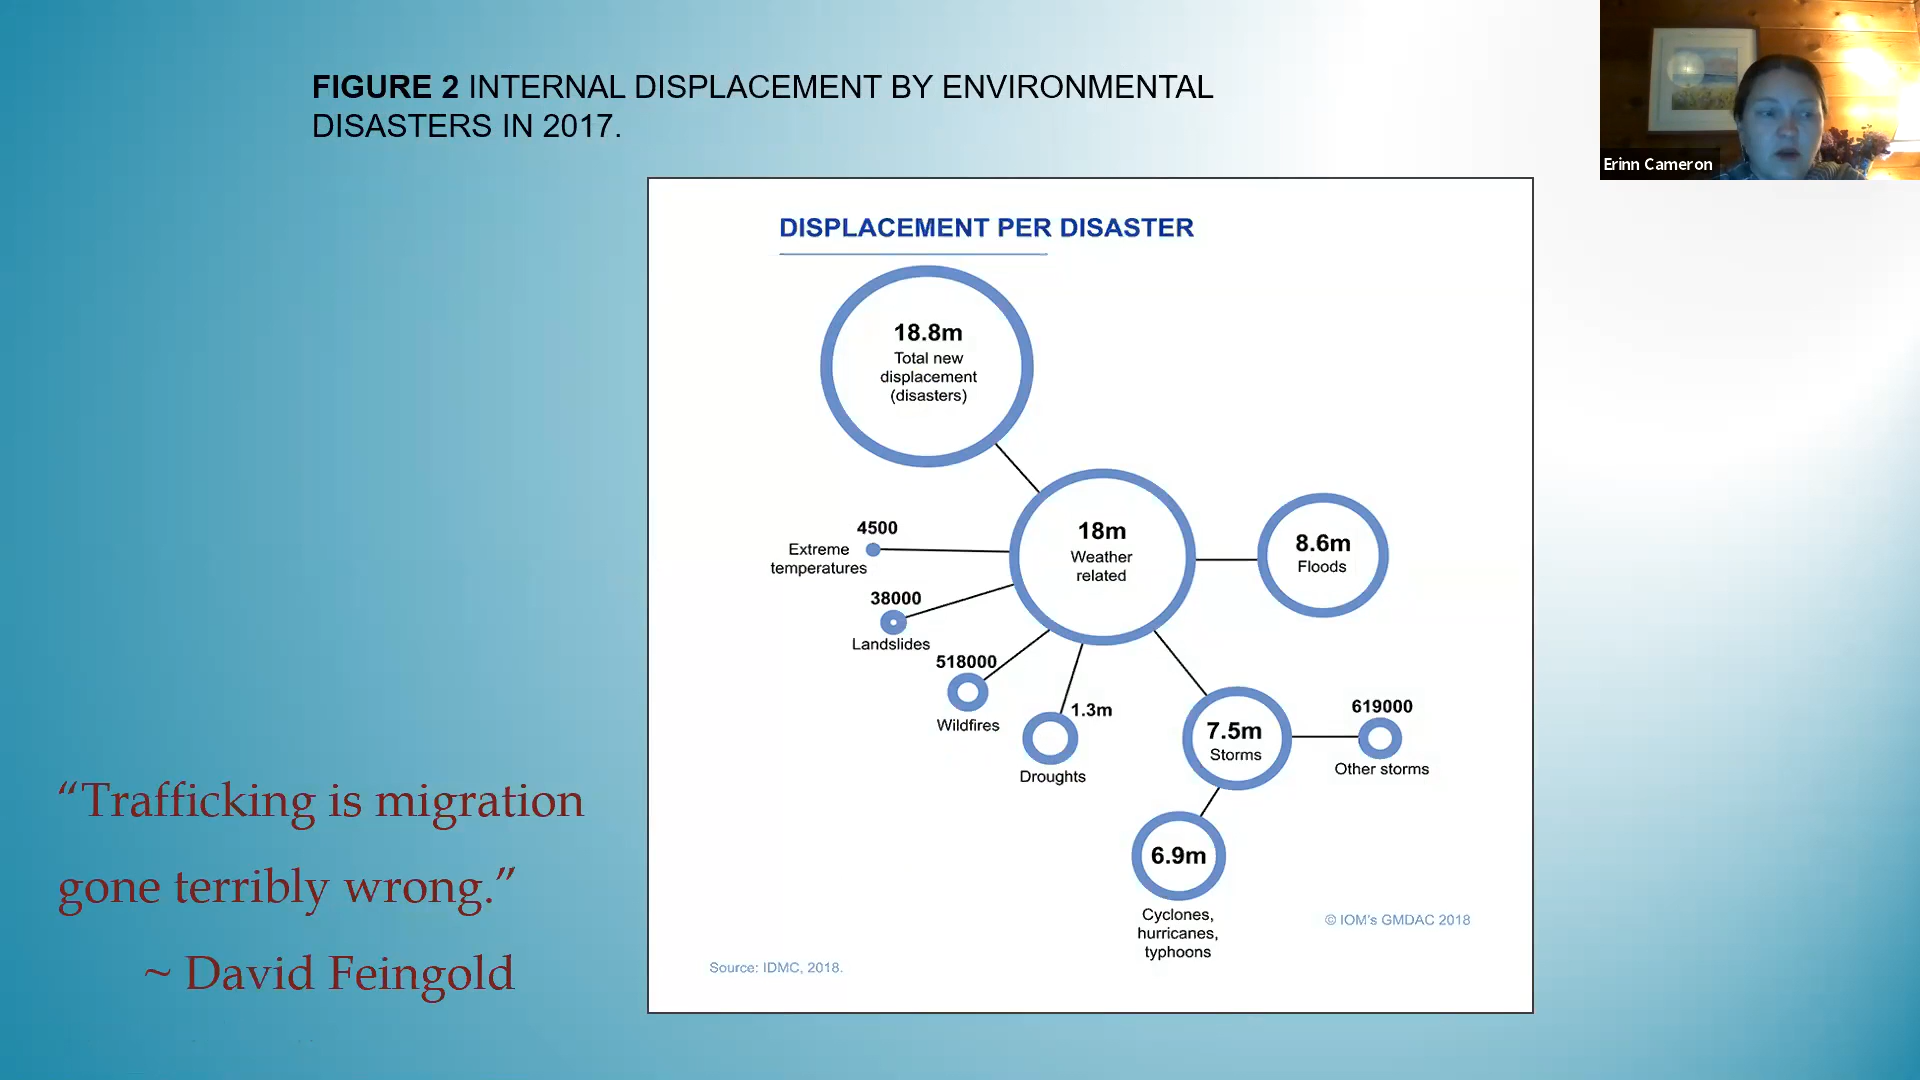 FIGURE 2 INTERNAL DISPLACEMENT BY ENVIRONMENTAL
DISASTERS IN 2017.
Erinn Cameron
DISPLACEMENT PER DISASTER
18.8m
Total new
displacement
(disasters)
18m
Weather
related
8.6m
Floods
4500
Extreme
temperatures
38000
Landslides
518000
Wildfires
1.3m
Droughts
7.5m
Storms
619000
Other storms
6.9m
Cyclones,
hurricanes,
typhoons
© IOM's GMDAC 2018
Source: IDMC, 2018.
“Trafficking is migration
gone terribly wrong.”
~ David Feingold